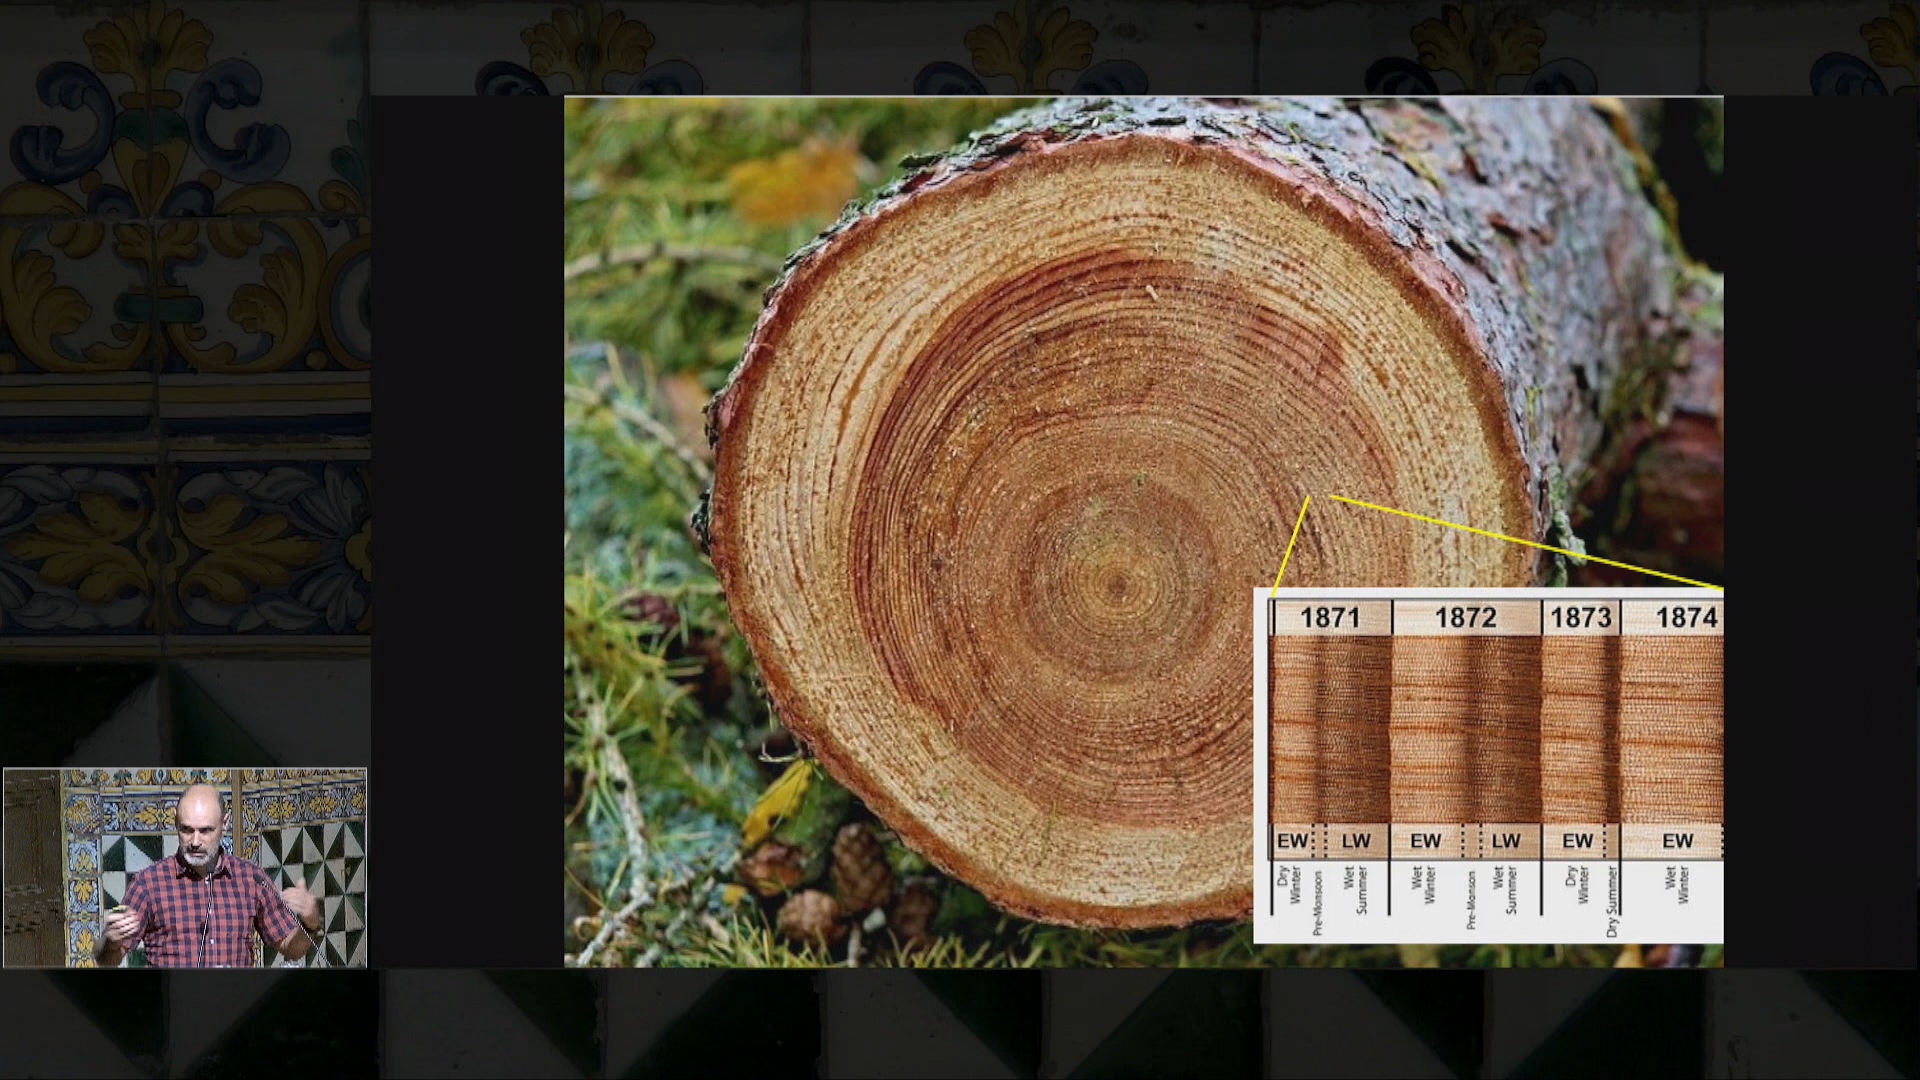 1871 1872 1873 1874
EW LW EW LW EW EW
Dry Winter
Pre-Monsoon
Wet Summer
Wet Winter
Pre-Monson
Wet Summer
Dry Winter
Dry Summer
Wet Winter